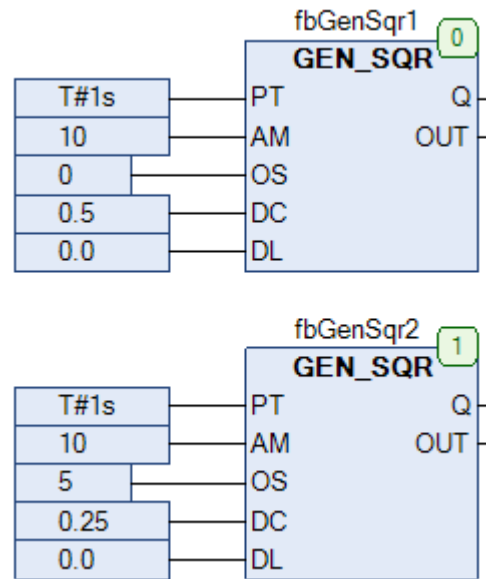 fbGenSqr1
0
GEN_SQR
T#1s PT Q
10 AM OUT
0 OS
0.5 DC
0.0 DL
fbGenSqr2
1
GEN_SQR
T#1s PT Q
10 AM OUT
5 OS
0.25 DC
0.0 DL